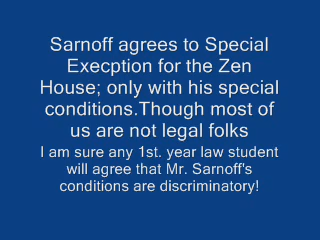 Sarnoff agrees to Special
Execption for the Zen
House; only with his special
conditions.Though most of
us are not legal folks
I am sure any 1st. year law student
will agree that Mr. Sarnoff's
conditions are discriminatory!